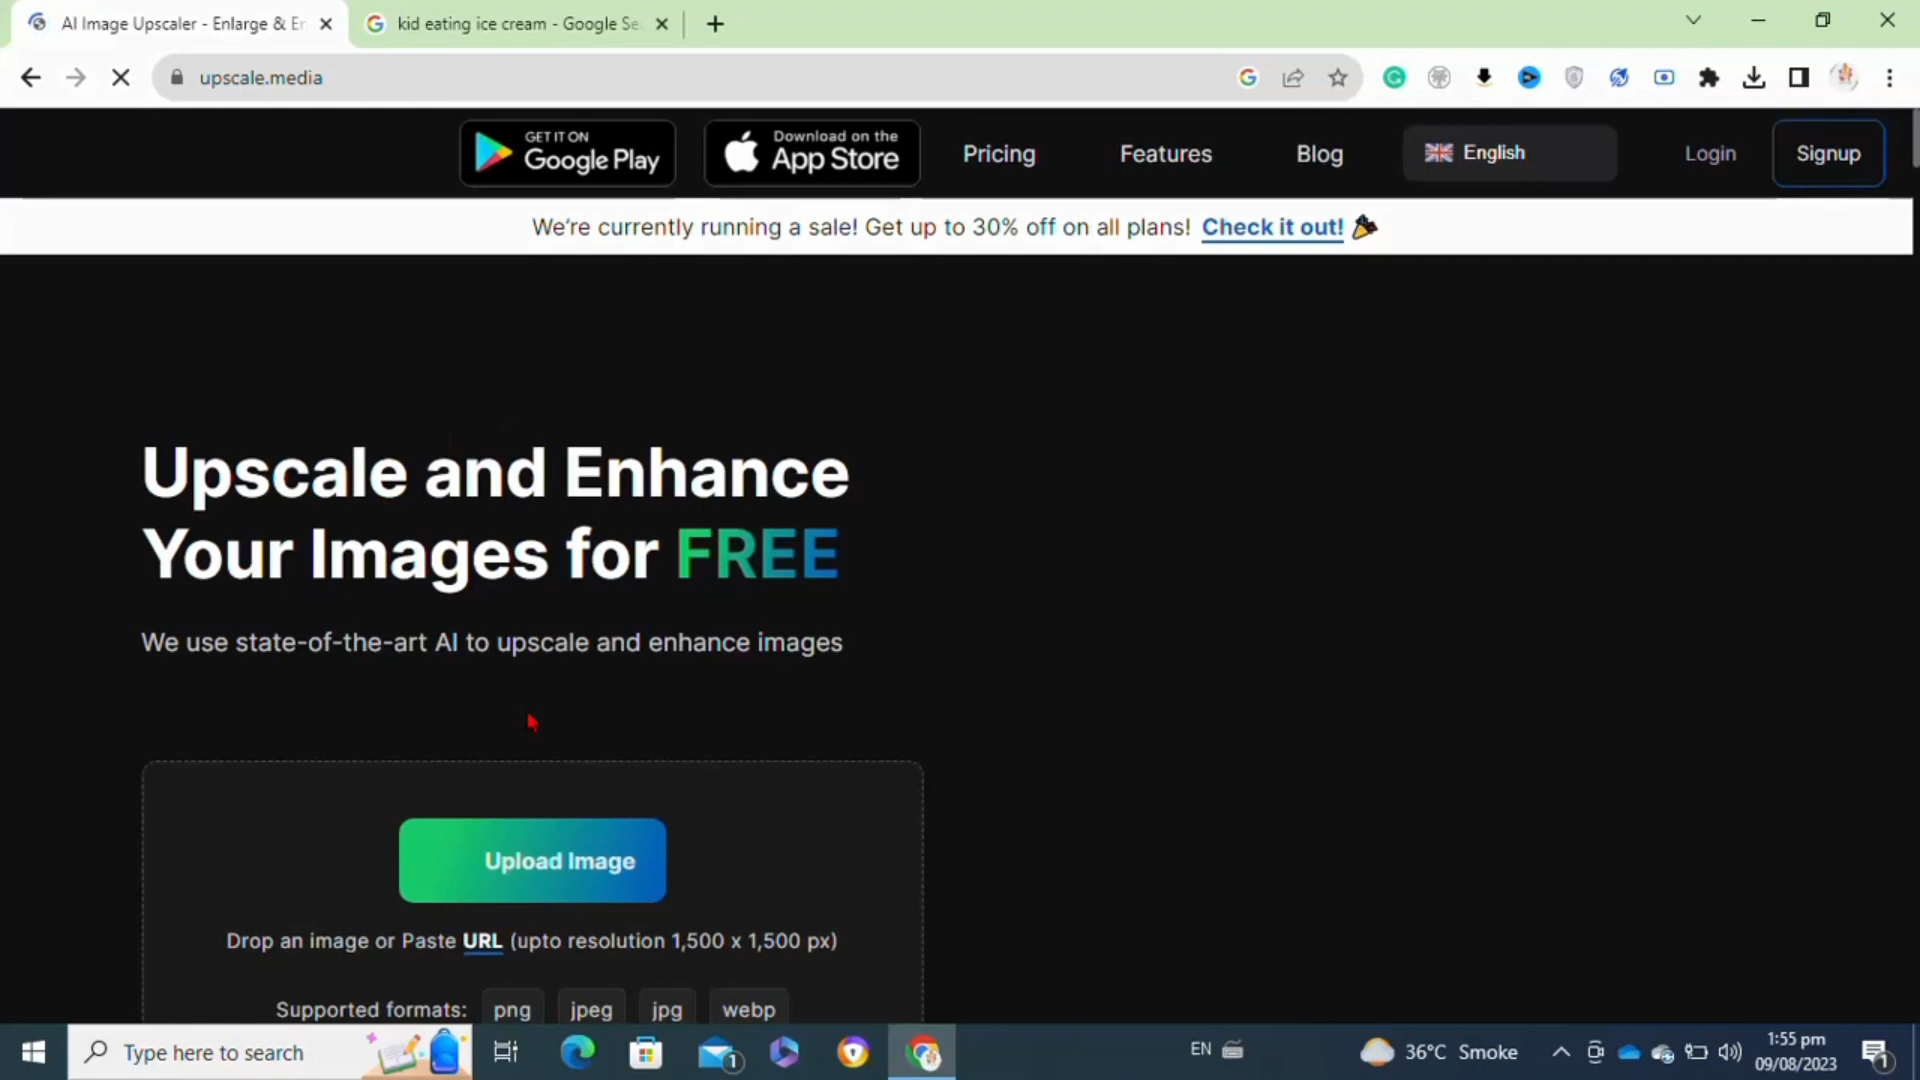 AI Image Upscaler - Enlarge & E
kid eating ice cream - Google Se
upscale.media
GET IT ON
Google Play
Download on the
App Store
Pricing
Features
Blog
English
Login
Signup
We're currently running a sale! Get up to 30% off on all plans! Check it out!
Upscale and Enhance
Your Images for FREE
We use state-of-the-art AI to upscale and enhance images
Upload Image
Drop an image or Paste URL (upto resolution 1,500 x 1,500 px)
Supported formats: png jpeg jpg webp
Type here to search
1
EN
36°C Smoke
1:55 pm
09/08/2023
1